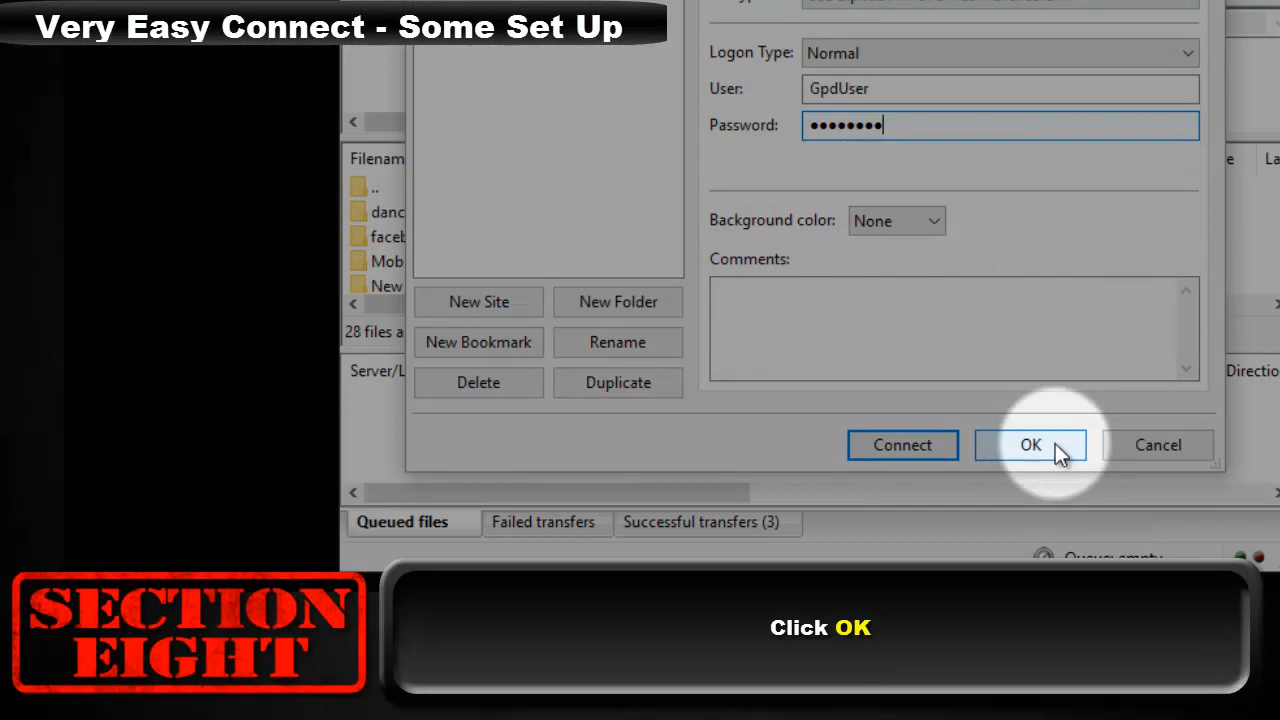 Very Easy Connect - Some Set Up
Logon Type: Normal
User: GpdUser
Password: ••••••••
Filenam
..
danc
faceb
Mob
New
28 files a
Background color: None
Comments:
New Site New Folder
New Bookmark Rename
Delete Duplicate
Server/L
Directio
Connect OK Cancel
Queued files Failed transfers Successful transfers (3)
Queue: empty
SECTION
EIGHT
Click OK